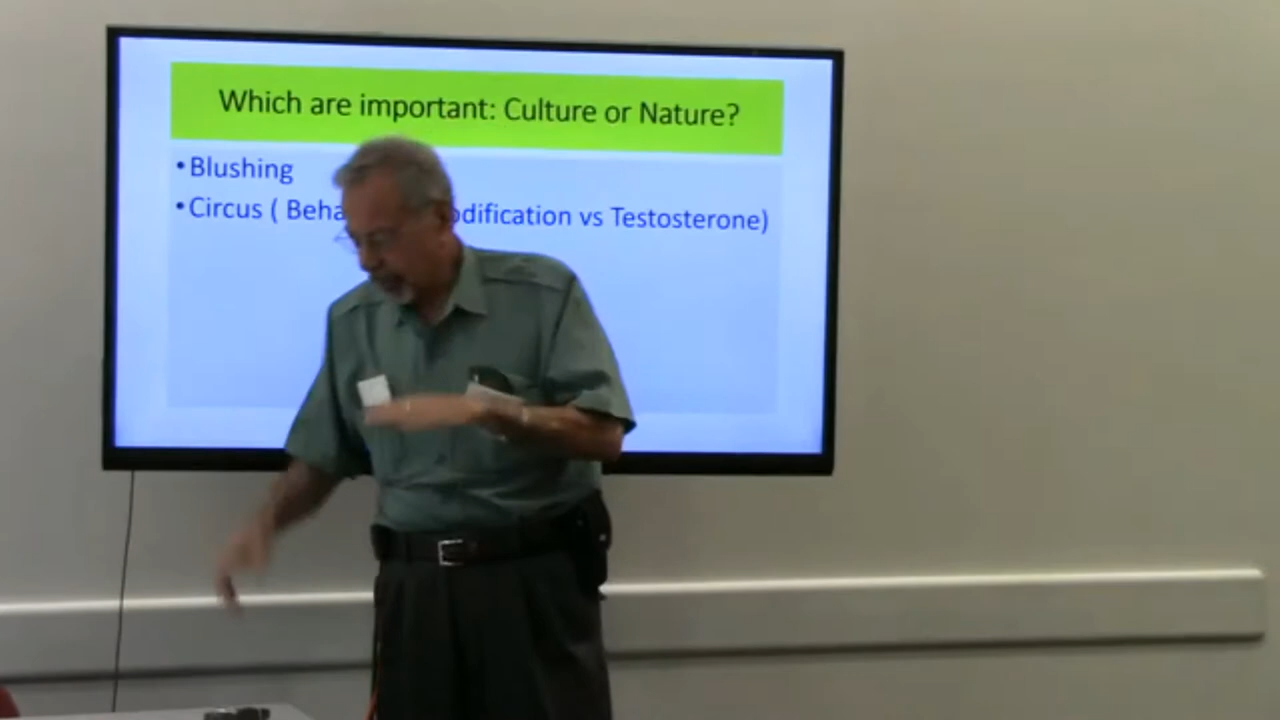 Which are important: Culture or Nature?
• Blushing
• Circus ( Beha odification vs Testosterone)